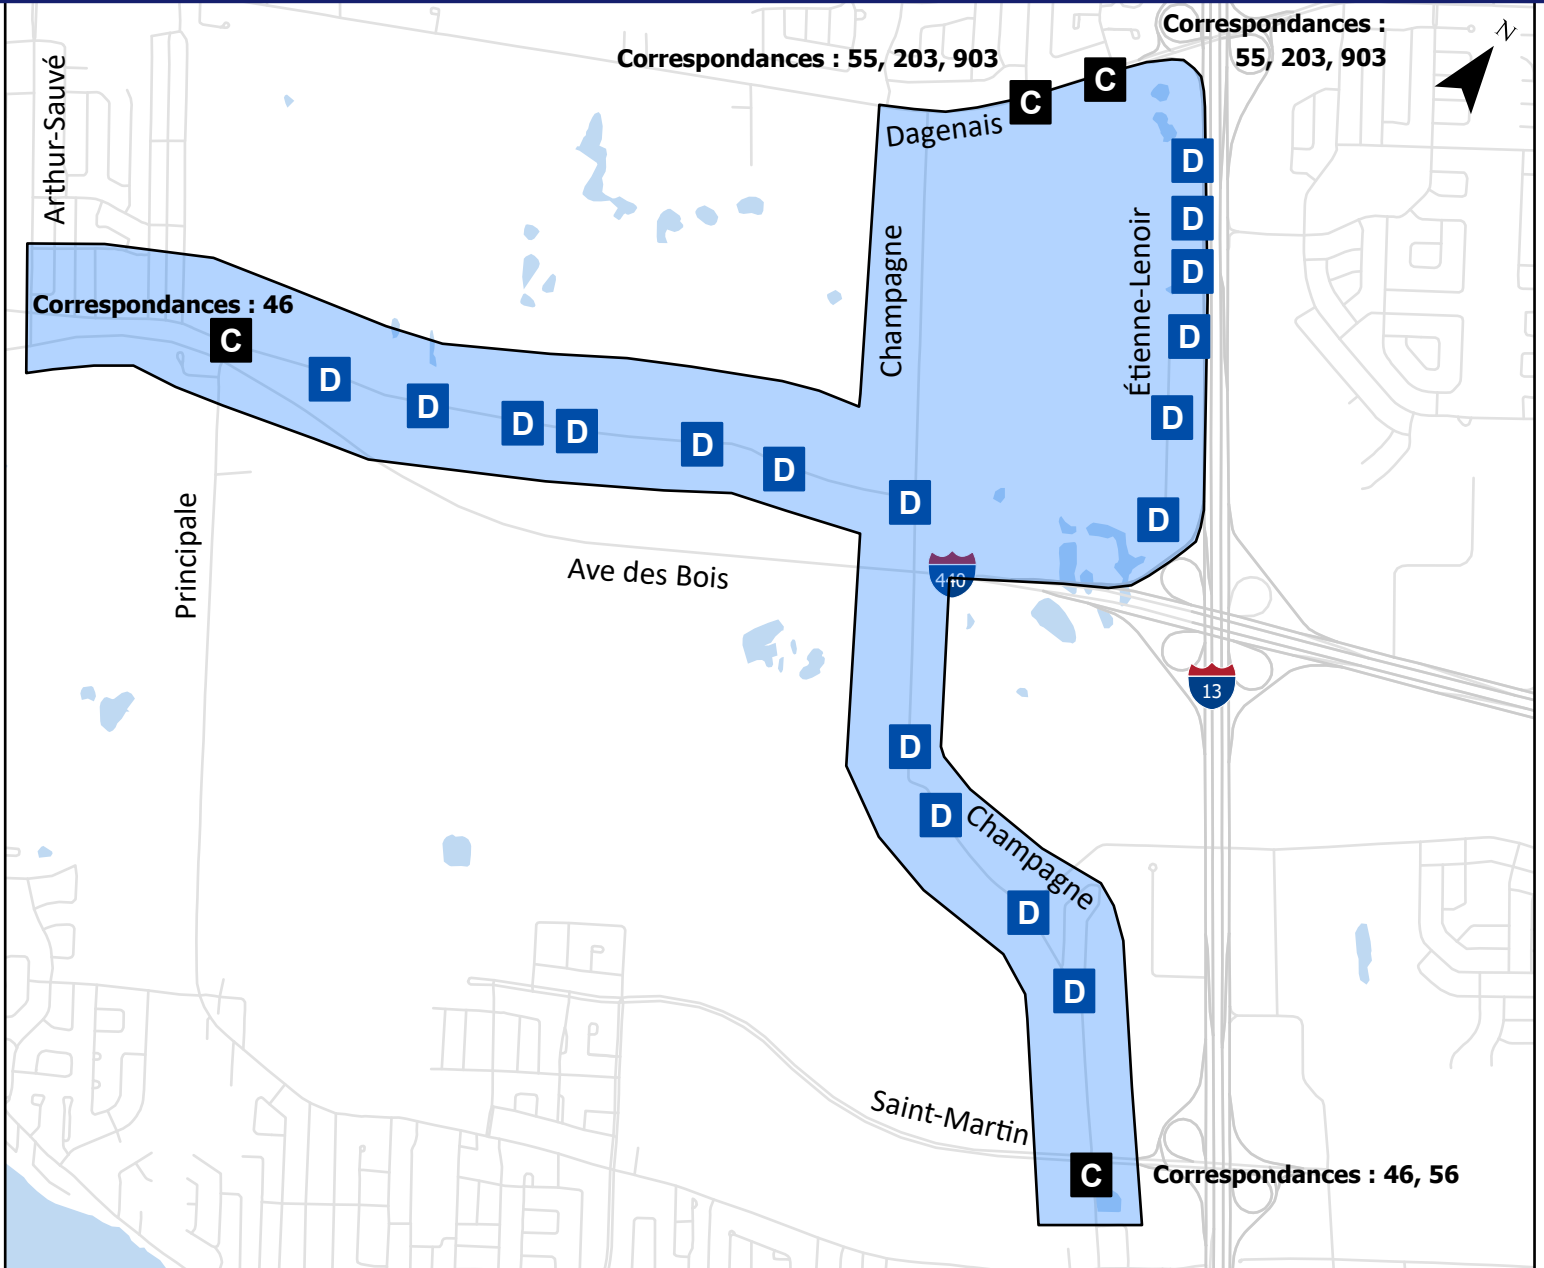 Correspondances :
55, 203, 903
N
Correspondances : 55, 203, 903
C
C
Arthur-Sauvé
Dagenais
D
D
Étienne-Lenoir
Champagne
D
Correspondances : 46
C
D
D
D
D
D
D
D
D
D
D
D
Principale
Ave des Bois
440
13
D
D
Champagne
D
D
Saint-Martin
C
Correspondances : 46, 56